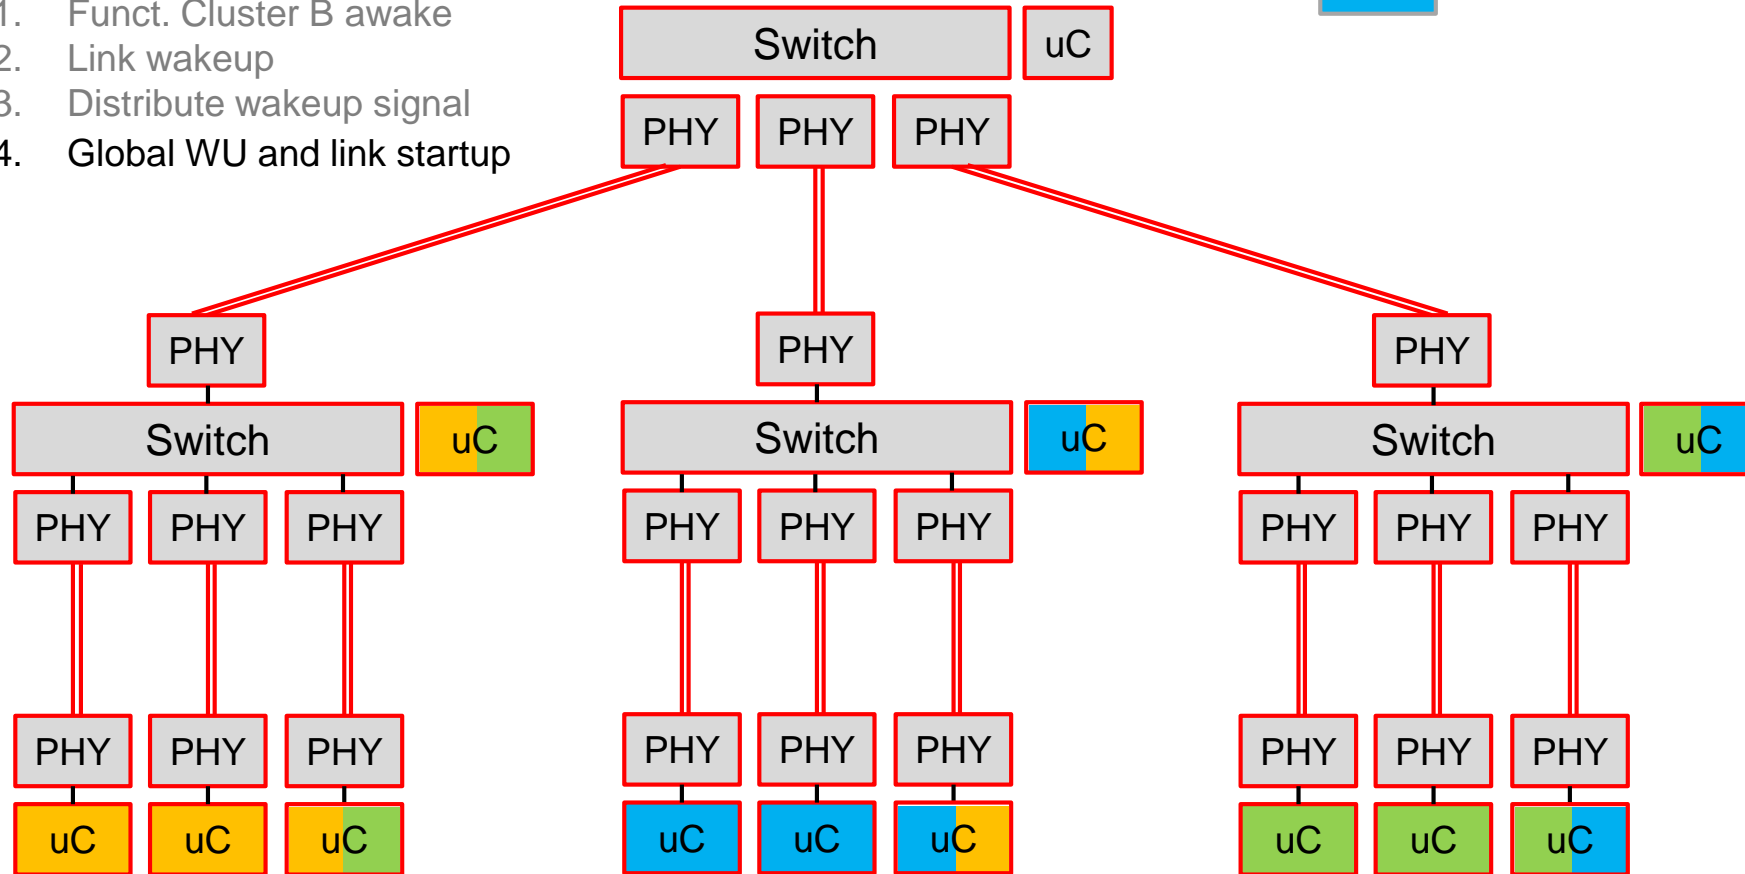 1. Funct. Cluster B awake
2. Link wakeup
3. Distribute wakeup signal
4. Global WU and link startup
Switch uC
PHY PHY PHY
PHY PHY PHY
Switch uC Switch uC Switch uC
PHY PHY PHY PHY PHY PHY PHY PHY PHY
PHY PHY PHY PHY PHY PHY PHY PHY PHY
uC uC uC uC uC uC uC uC uC